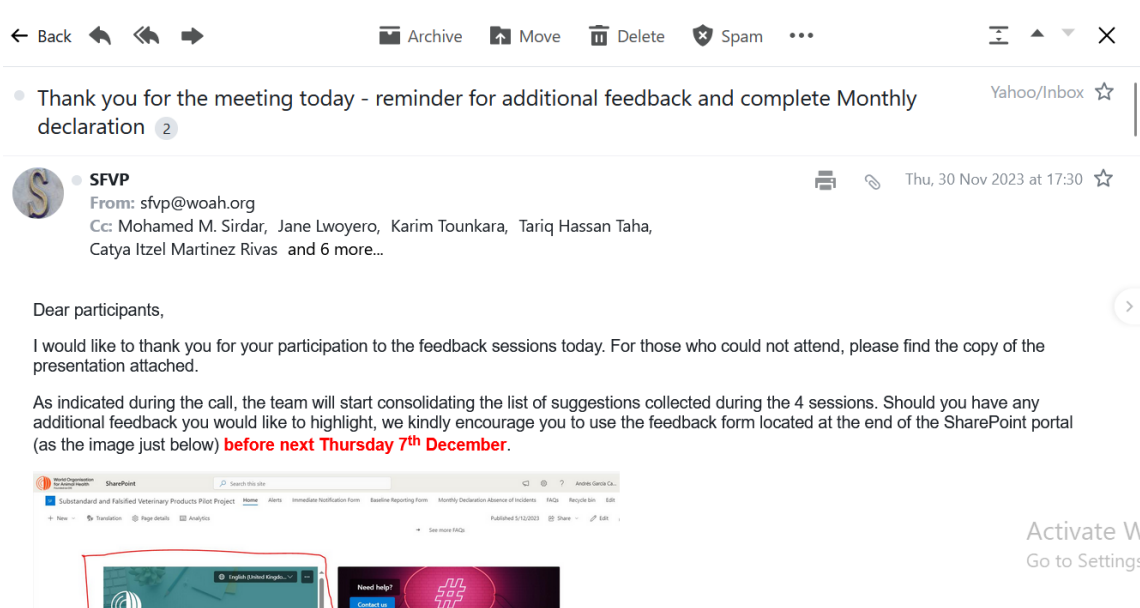 Back Archive Move Delete Spam
Thank you for the meeting today - reminder for additional feedback and complete Monthly
declaration 2
Yahoo/Inbox
SFVP
Thu, 30 Nov 2023 at 17:30
From: sfvp@woah.org
Cc: Mohamed M. Sirdar, Jane Lwoyero, Karim Tounkara, Tariq Hassan Taha,
Catya Itzel Martinez Rivas and 6 more...
Dear participants,
I would like to thank you for your participation to the feedback sessions today. For those who could not attend, please find the copy of the
presentation attached.
As indicated during the call, the team will start consolidating the list of suggestions collected during the 4 sessions. Should you have any
additional feedback you would like to highlight, we kindly encourage you to use the feedback form located at the end of the SharePoint portal
(as the image just below) before next Thursday 7th December.
World Organisation
for Animal Health
SharePoint
Search this site
Andrés Garcia Ca...
Substandard and Falsified Veterinary Products Pilot Project Home Alerts Immediate Notification Form Baseline Reporting Form Monthly Declaration Absence of Incidents FAQs Recycle bin Edit
+ New Translation Page details Analytics Published 5/12/2023 Share Edit
See more FAQs
English (United Kingdo...
Need help?
Contact us
Activate W
Go to Settings